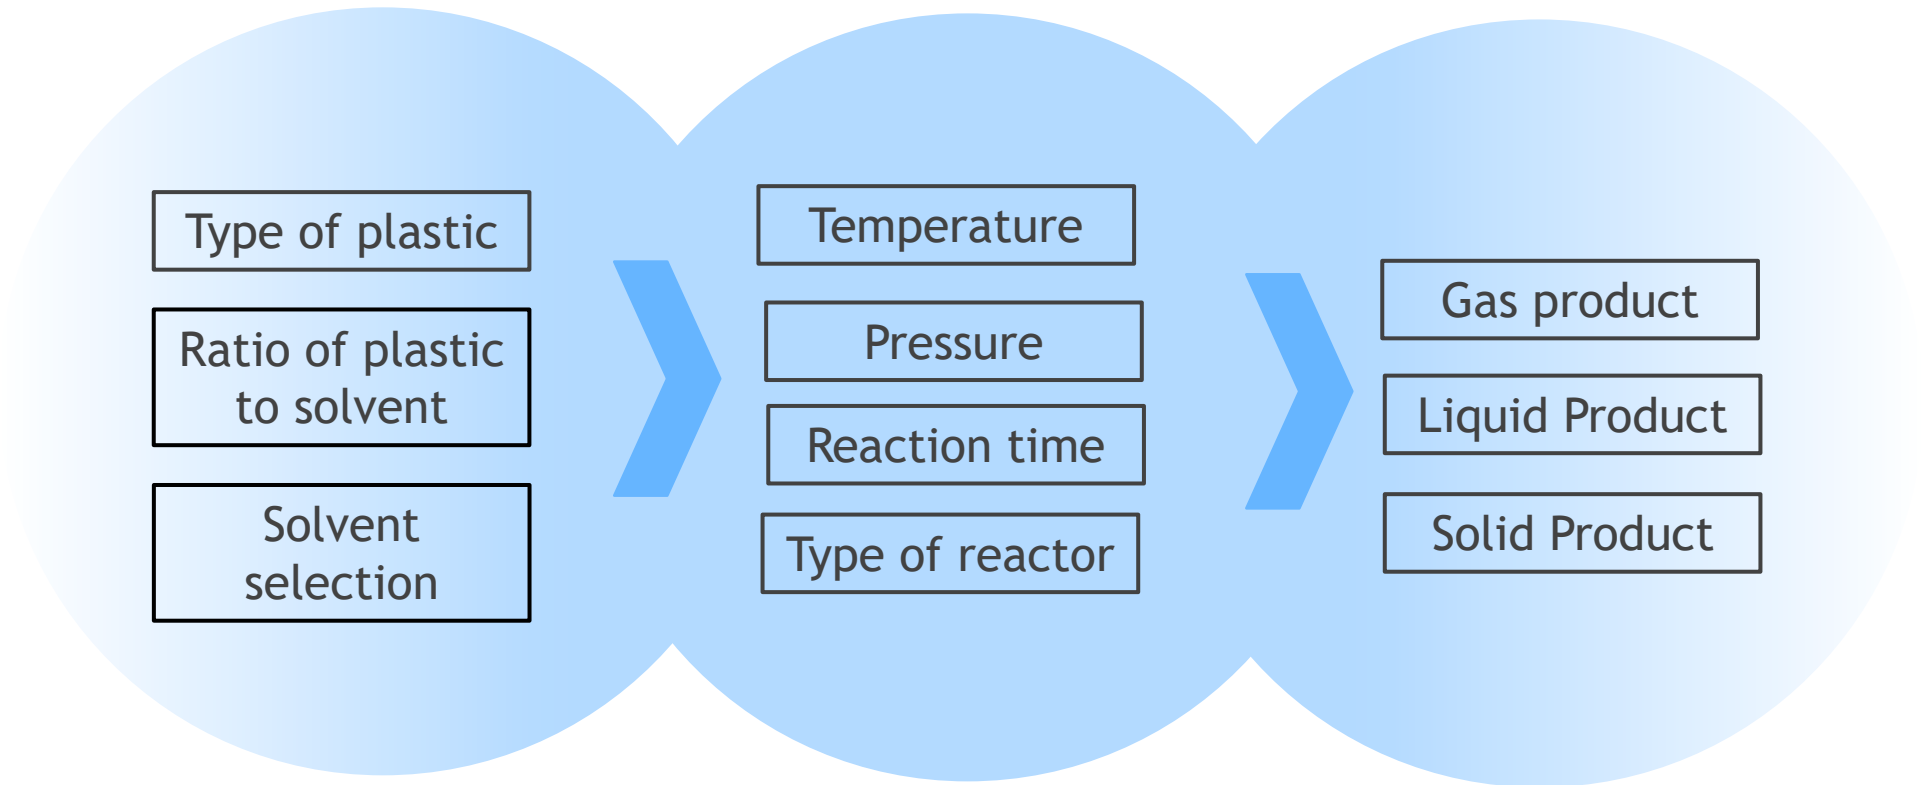 Type of plastic
Ratio of plastic
to solvent
Solvent
selection
Temperature
Pressure
Reaction time
Type of reactor
Gas product
Liquid Product
Solid Product